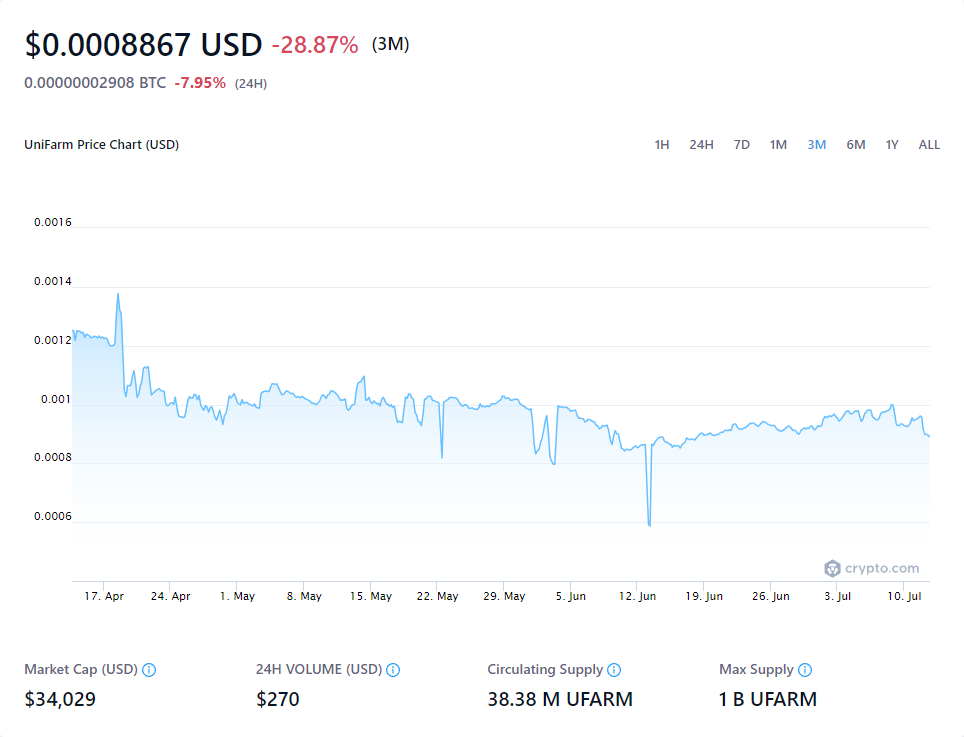 $0.0008867 USD -28.87% (3M)
0.00000002908 BTC -7.95% (24H)
UniFarm Price Chart (USD) 1H 24H 7D 1M 3M 6M 1Y ALL
0.0016
0.0014
0.0012
0.001
0.0008
0.0006
crypto.com
17. Apr 24. Apr 1. May 8. May 15. May 22. May 29. May 5. Jun 12. Jun 19. Jun 26. Jun 3. Jul 10. Jul
Market Cap (USD) 24H VOLUME (USD) Circulating Supply Max Supply
$34,029 $270 38.38 M UFARM 1 B UFARM